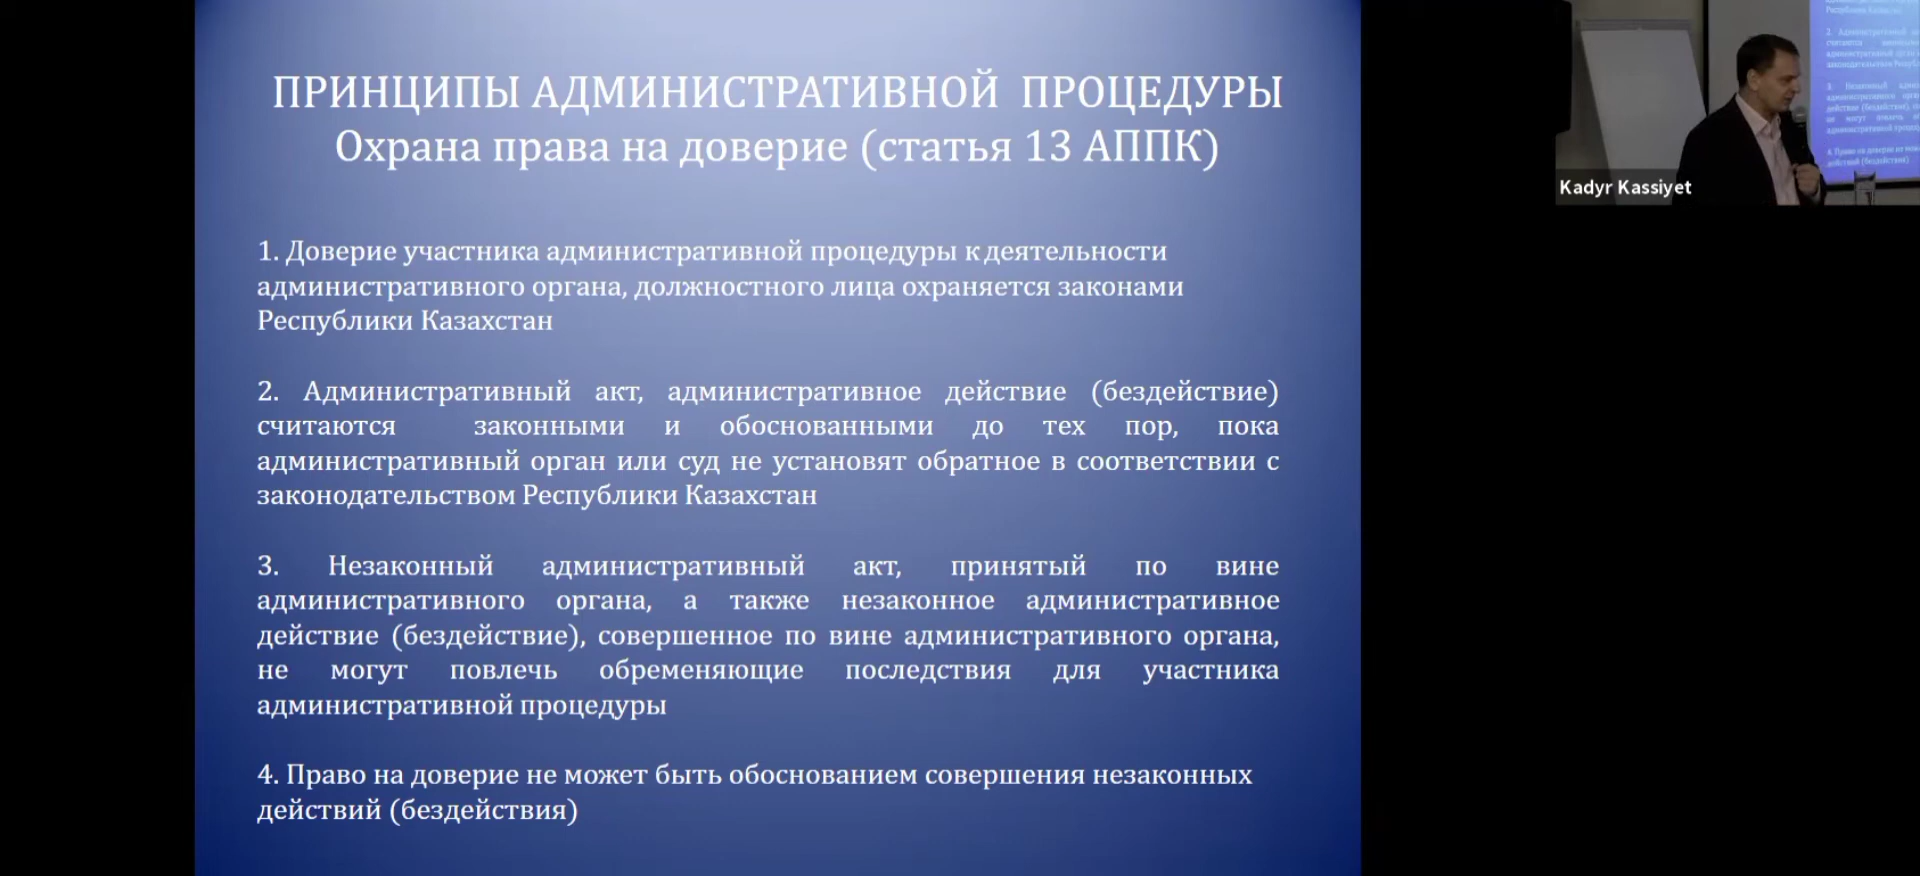 ПРИНЦИПЫ АДМИНИСТРАТИВНОЙ ПРОЦЕДУРЫ
Охрана права на доверие (статья 13 АППК)
1. Доверие участника административной процедуры к деятельности
административного органа, должностного лица охраняется законами
Республики Казахстан
2. Административный акт, административное действие (бездействие)
считаются законными и обоснованными до тех пор, пока
административный орган или суд не установят обратное в соответствии с
законодательством Республики Казахстан
3. Незаконный административный акт, принятый по вине
административного органа, а также незаконное административное
действие (бездействие), совершенное по вине административного органа,
не могут повлечь обременяющие последствия для участника
административной процедуры
4. Право на доверие не может быть обоснованием совершения незаконных
действий (бездействия)
Kadyr Kassiyet